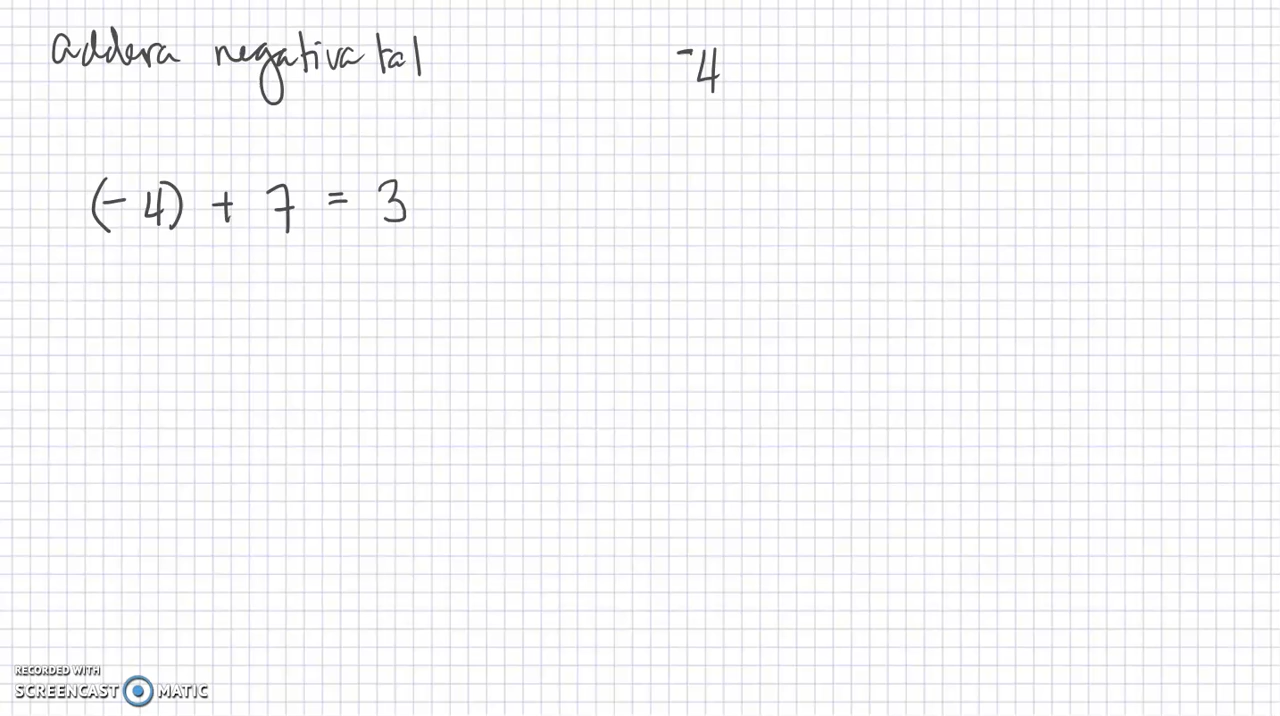 addera negativa tal
⁻4
(-4) + 7 = 3
RECORDED WITH
SCREENCAST MATIC